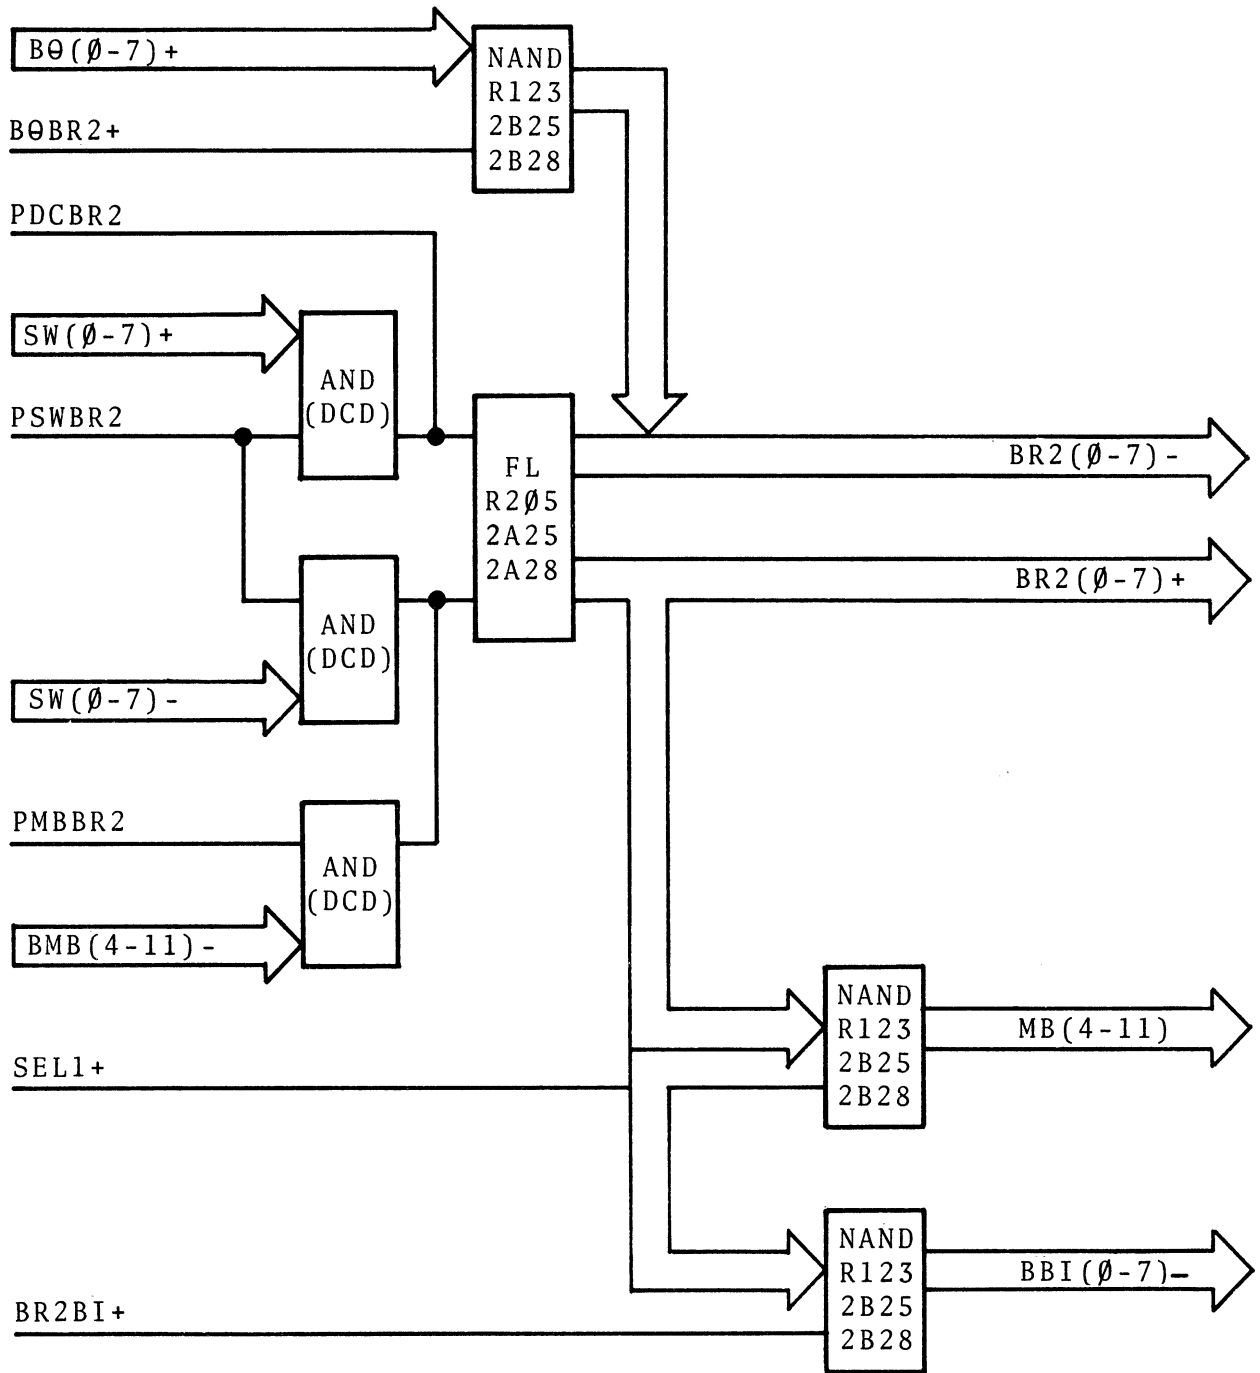 BΘ(Ø-7)+
NAND
R123
2B25
2B28
BΘBR2+
PDCBR2
SW(Ø-7)+
AND
(DCD)
PSWBR2
FL
R2Ø5
2A25
2A28
BR2(Ø-7)-
BR2(Ø-7)+
AND
(DCD)
SW(Ø-7)-
PMBBR2
AND
(DCD)
BMB(4-11)-
NAND
R123
2B25
2B28
MB(4-11)
SEL1+
NAND
R123
2B25
2B28
BBI(Ø-7)-
BR2BI+